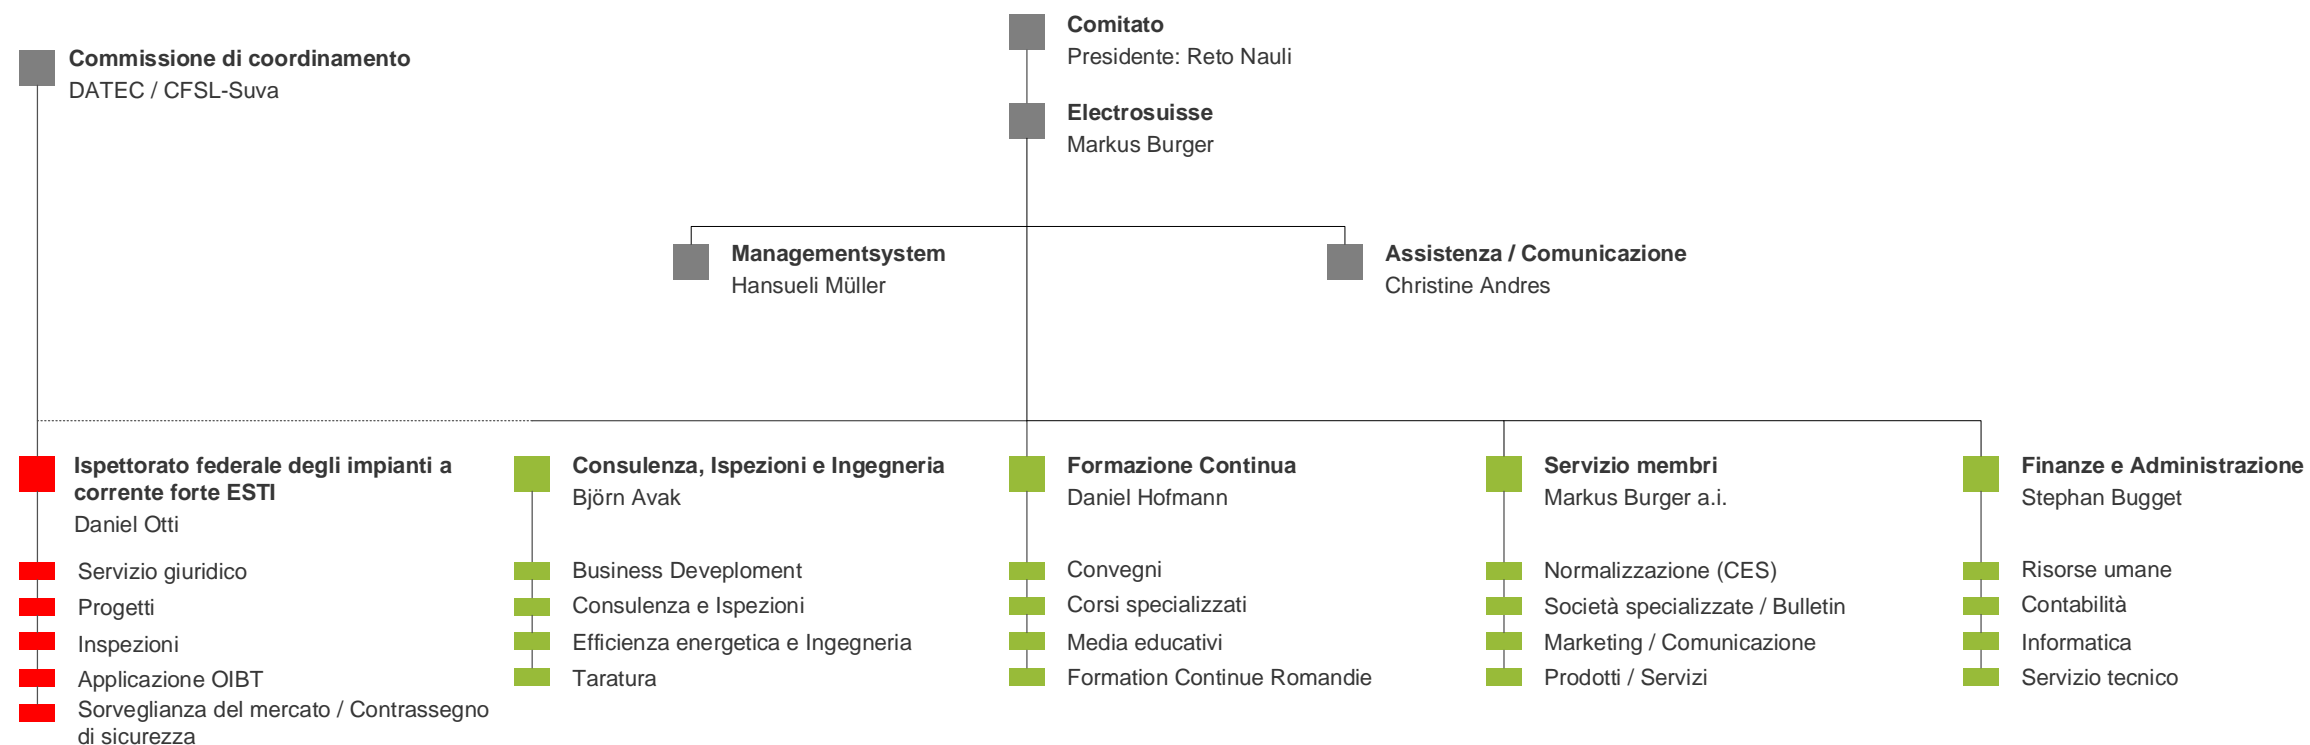 Comitato
Presidente: Reto Nauli
Commissione di coordinamento
DATEC / CFSL-Suva
Electrosuisse
Markus Burger
Managementsystem
Hansueli Müller
Assistenza / Comunicazione
Christine Andres
Ispettorato federale degli impianti a
corrente forte ESTI
Daniel Otti
Servizio giuridico
Progetti
Inspezioni
Applicazione OIBT
Sorveglianza del mercato / Contrassegno
di sicurezza
Consulenza, Ispezioni e Ingegneria
Björn Avak
Business Deveploment
Consulenza e Ispezioni
Efficienza energetica e Ingegneria
Taratura
Formazione Continua
Daniel Hofmann
Convegni
Corsi specializzati
Media educativi
Formation Continue Romandie
Servizio membri
Markus Burger a.i.
Normalizzazione (CES)
Società specializzate / Bulletin
Marketing / Comunicazione
Prodotti / Servizi
Finanze e Administrazione
Stephan Bugget
Risorse umane
Contabilità
Informatica
Servizio tecnico